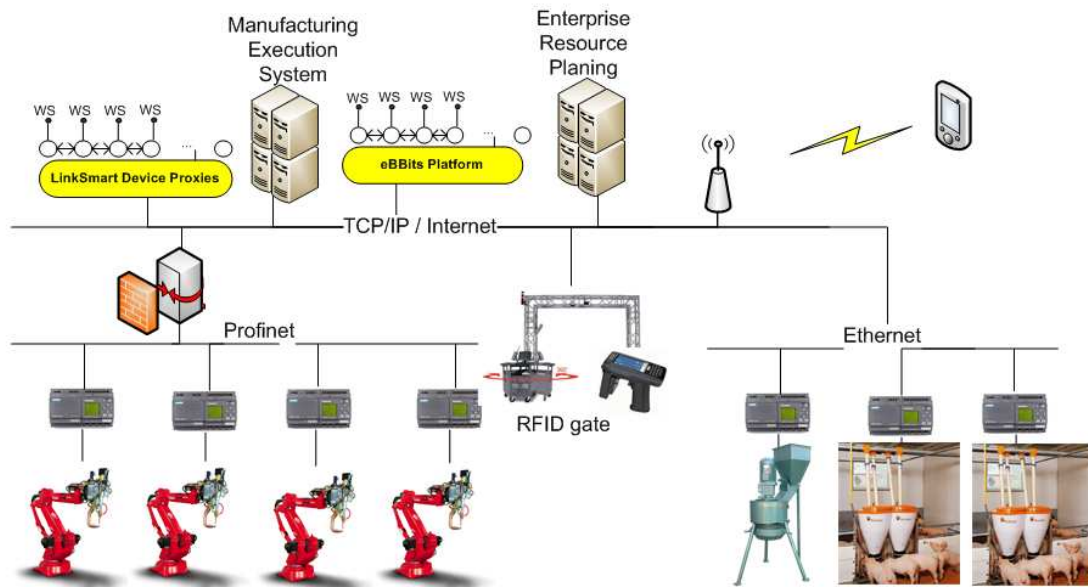 Manufacturing
Execution
System
Enterprise
Resource
Planing
WS WS WS WS
WS WS WS WS
...
...
LinkSmart Device Proxies
eBBits Platform
TCP/IP / Internet
Profinet
Ethernet
RFID gate